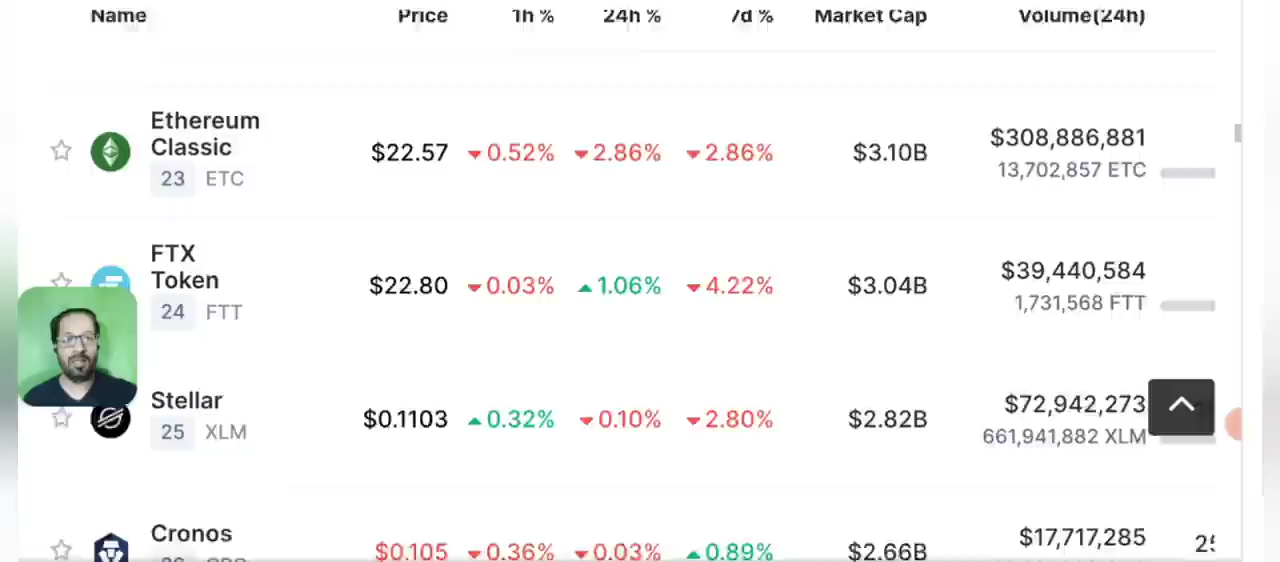 Name Price 1h % 24h % 7d % Market Cap Volume(24h)
Ethereum
Classic
23 ETC
$22.57 0.52% 2.86% 2.86% $3.10B $308,886,881
13,702,857 ETC
FTX
Token
24 FTT
$22.80 0.03% 1.06% 4.22% $3.04B $39,440,584
1,731,568 FTT
Stellar
25 XLM
$0.1103 0.32% 0.10% 2.80% $2.82B $72,942,273
661,941,882 XLM
Cronos
$0.105 0.36% 0.03% 0.89% $2.66B $17,717,285